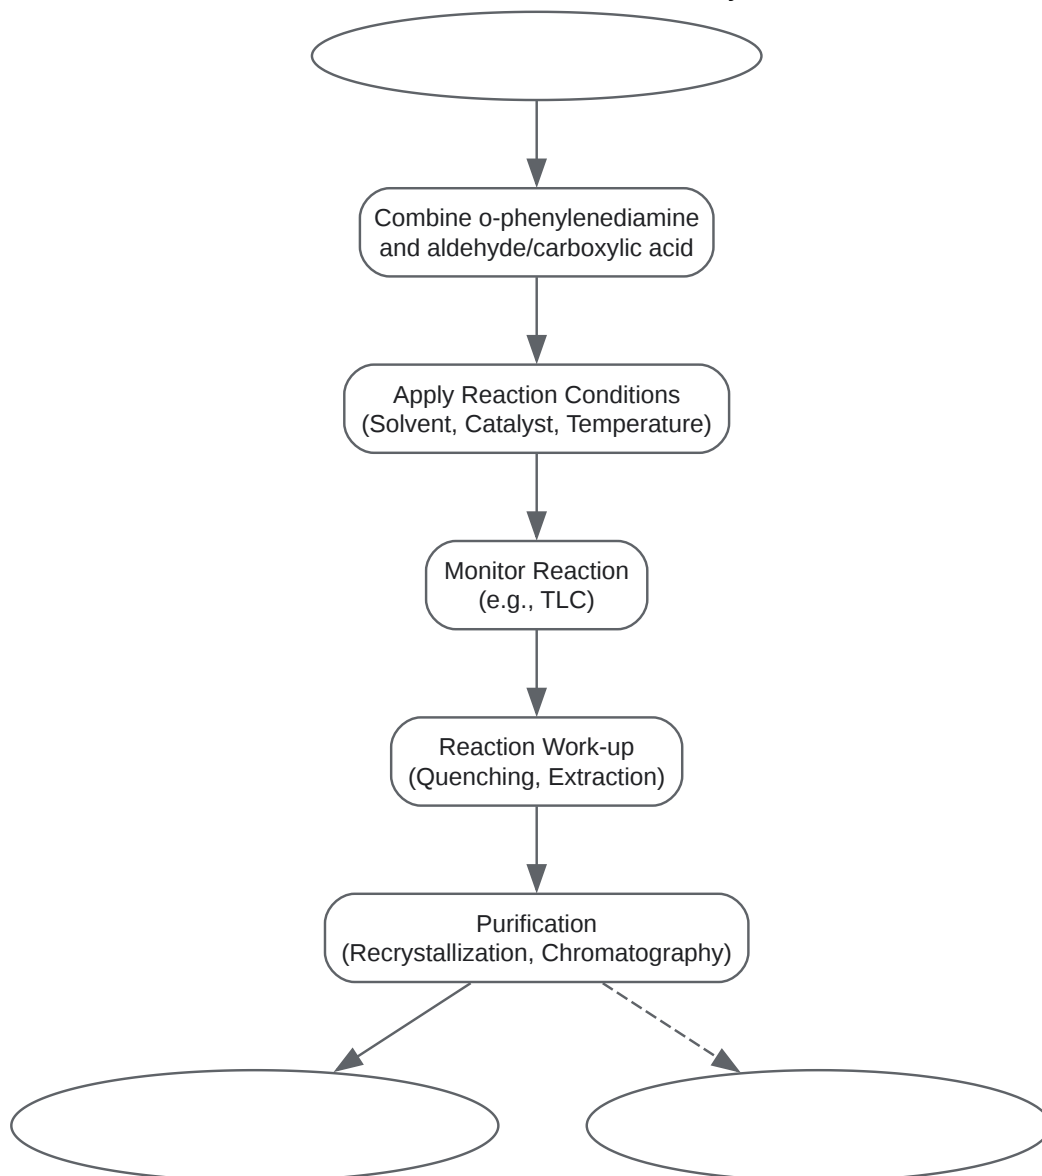 Combine o-phenylenediamine
and aldehyde/carboxylic acid
Apply Reaction Conditions
(Solvent, Catalyst, Temperature)
Monitor Reaction
(e.g., TLC)
Reaction Work-up
(Quenching, Extraction)
Purification
(Recrystallization, Chromatography)